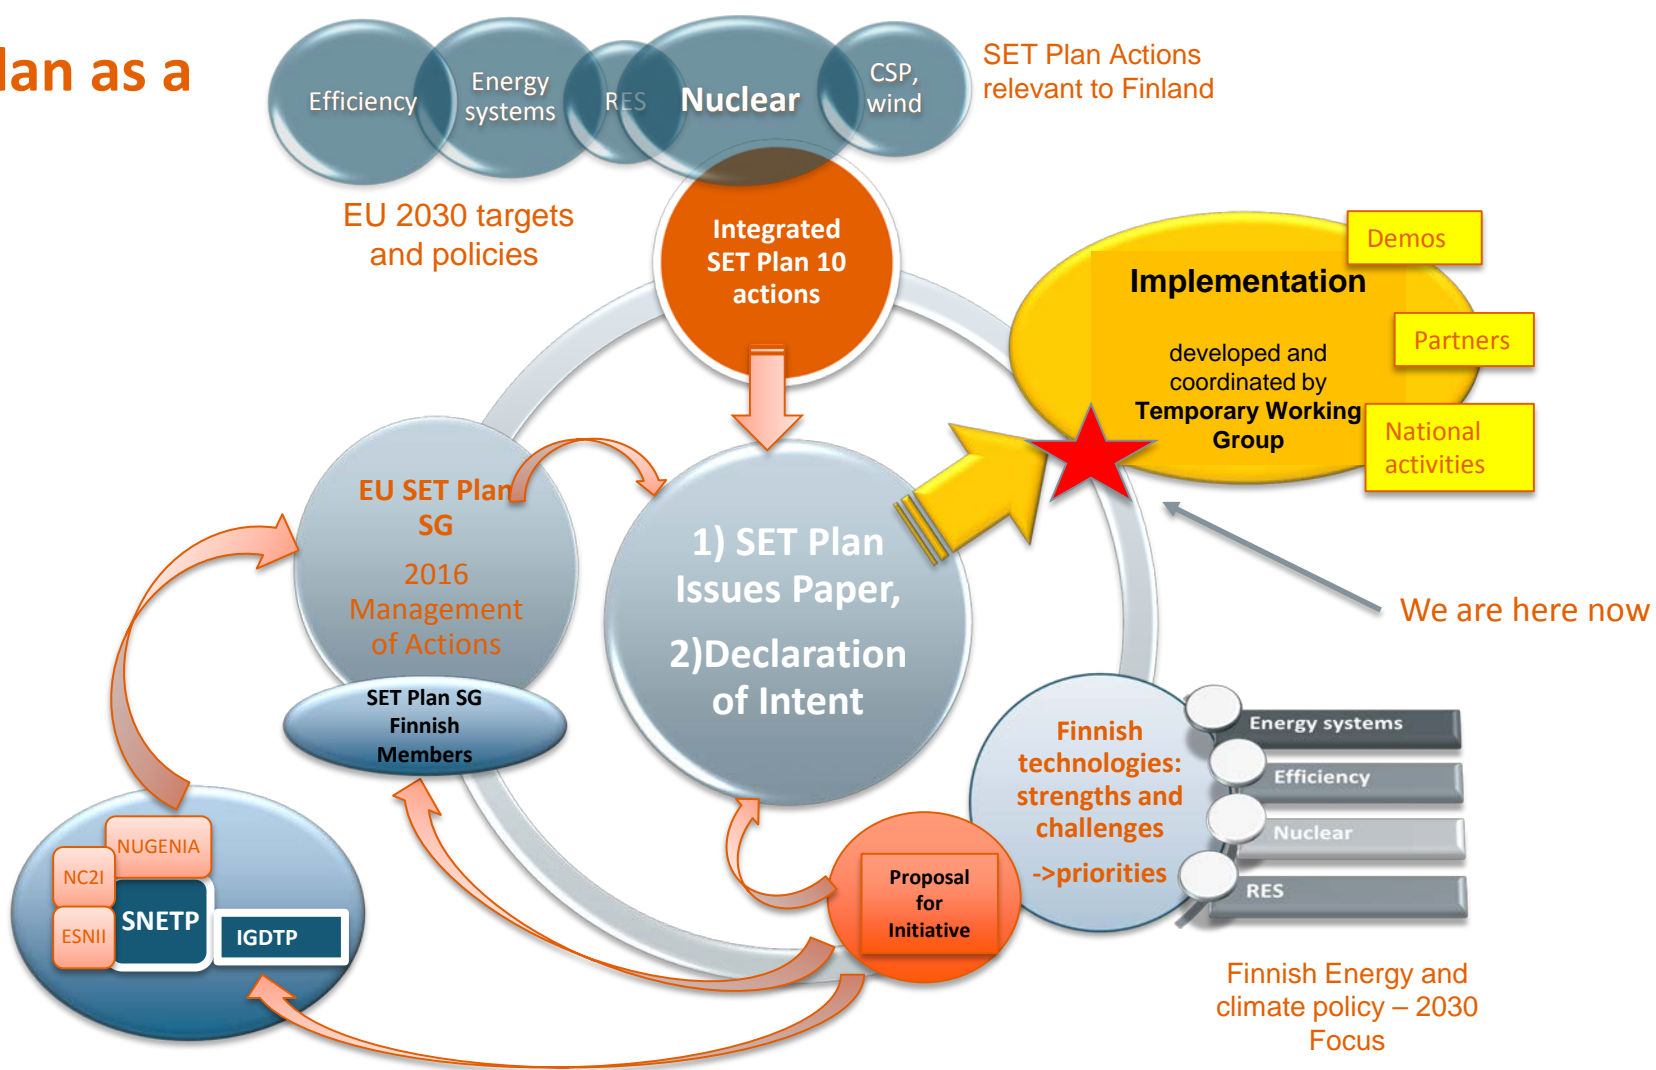 lan as a
Efficiency
Energy
systems
RES
Nuclear
CSP,
wind
SET Plan Actions
relevant to Finland
EU 2030 targets
and policies
Integrated
SET Plan 10
actions
Implementation
developed and
coordinated by
Temporary Working
Group
Demos
Partners
National
activities
EU SET Plan
SG
2016
Management
of Actions
SET Plan SG
Finnish
Members
1) SET Plan
Issues Paper,
2)Declaration
of Intent
We are here now
Finnish
technologies:
strengths and
challenges
->priorities
Energy systems
Efficiency
Nuclear
RES
Proposal
for
Initiative
NUGENIA
NC2I
ESNII
SNETP
IGDTP
Finnish Energy and
climate policy – 2030
Focus